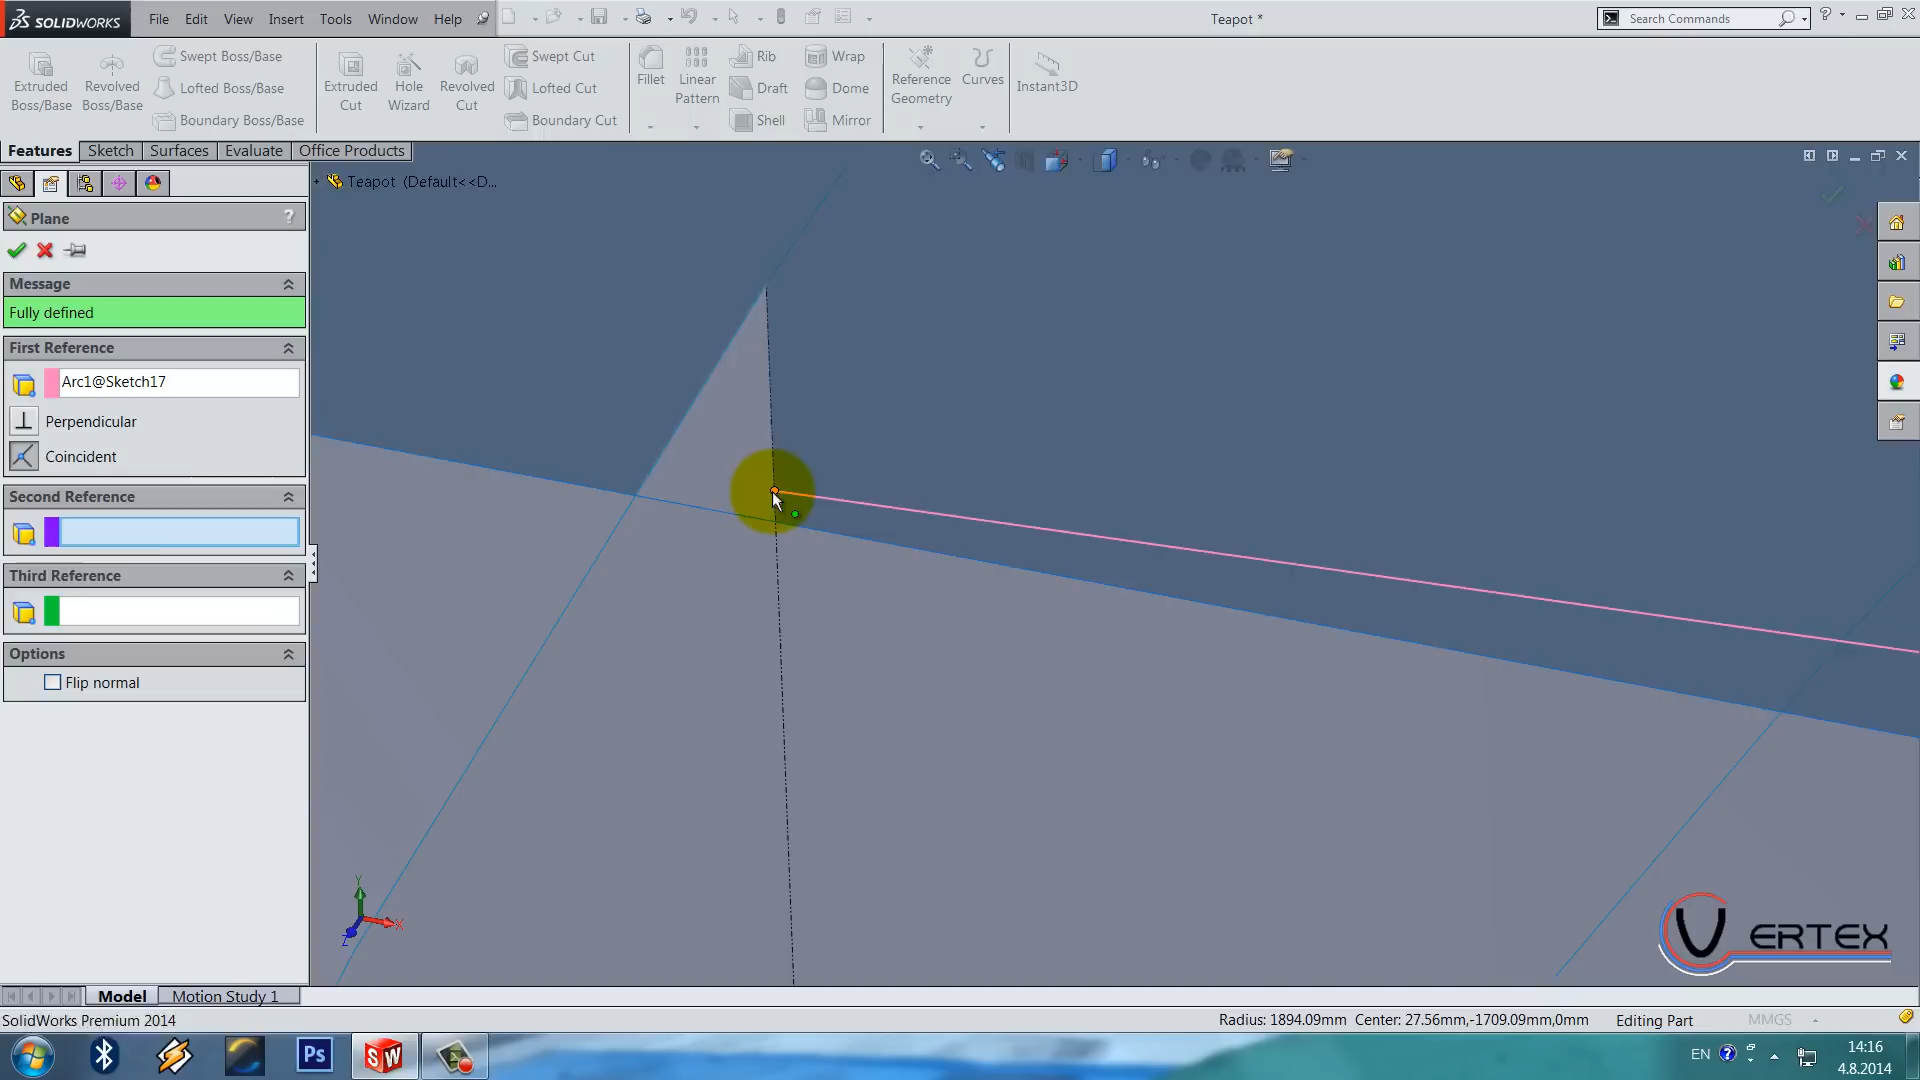 SOLIDWORKS
File Edit View Insert Tools Window Help
Teapot *
Search Commands
Extruded Boss/Base
Revolved Boss/Base
Swept Boss/Base
Lofted Boss/Base
Boundary Boss/Base
Extruded Cut
Hole Wizard
Revolved Cut
Swept Cut
Lofted Cut
Boundary Cut
Fillet
Linear Pattern
Rib
Draft
Shell
Wrap
Dome
Mirror
Reference Geometry
Curves
Instant3D
Features Sketch Surfaces Evaluate Office Products
Teapot (Default<<D...
Plane ?
Message
Fully defined
First Reference
Arc1@Sketch17
Perpendicular
Coincident
Second Reference
Third Reference
Options
Flip normal
Y
X
Z
VERTEX
Model Motion Study 1
SolidWorks Premium 2014
Radius: 1894.09mm Center: 27.56mm,-1709.09mm,0mm
Editing Part
MMGS
Ps
SW
EN
14:16
4.8.2014